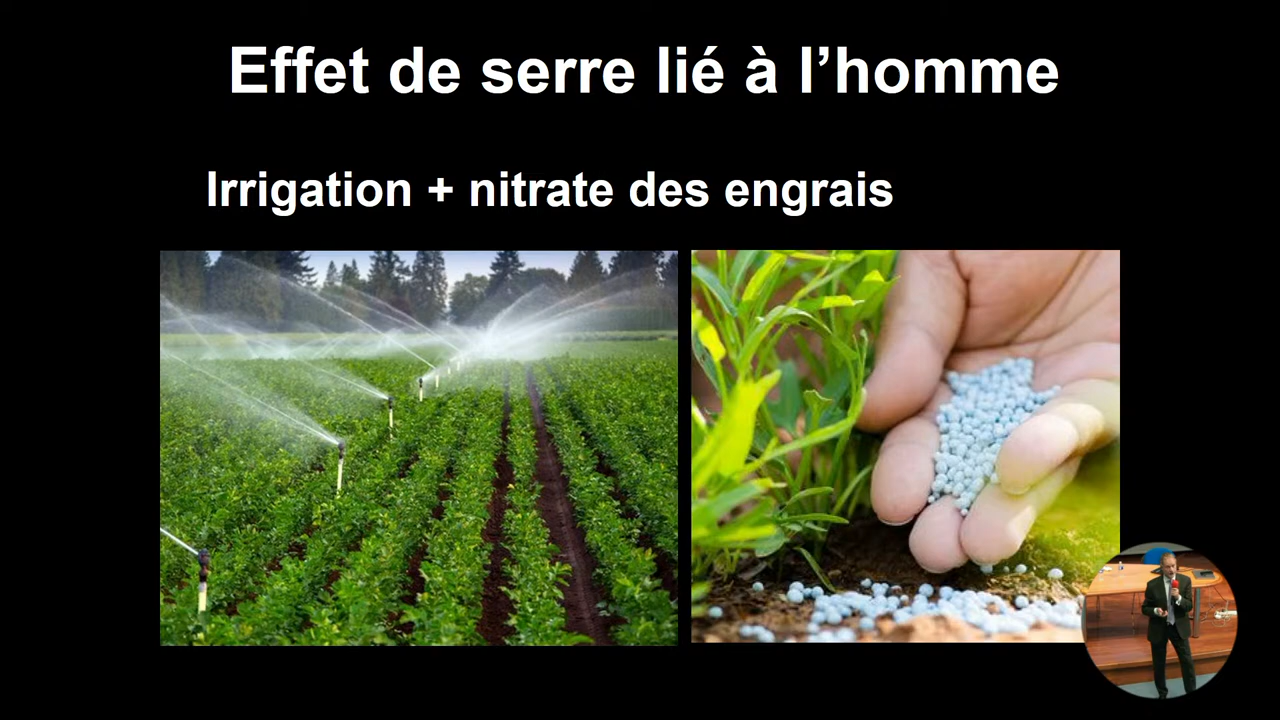 Effet de serre lié à l’homme
Irrigation + nitrate des engrais